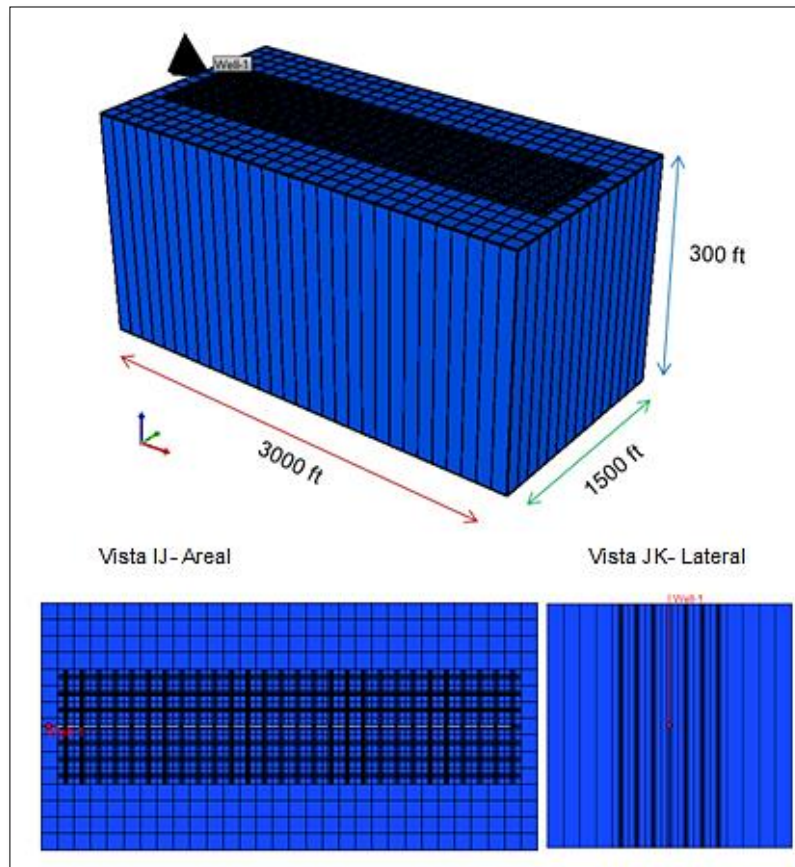 Well-1
300 ft
3000 ft
1500 ft
Vista IJ- Areal
Vista JK- Lateral
Well-1